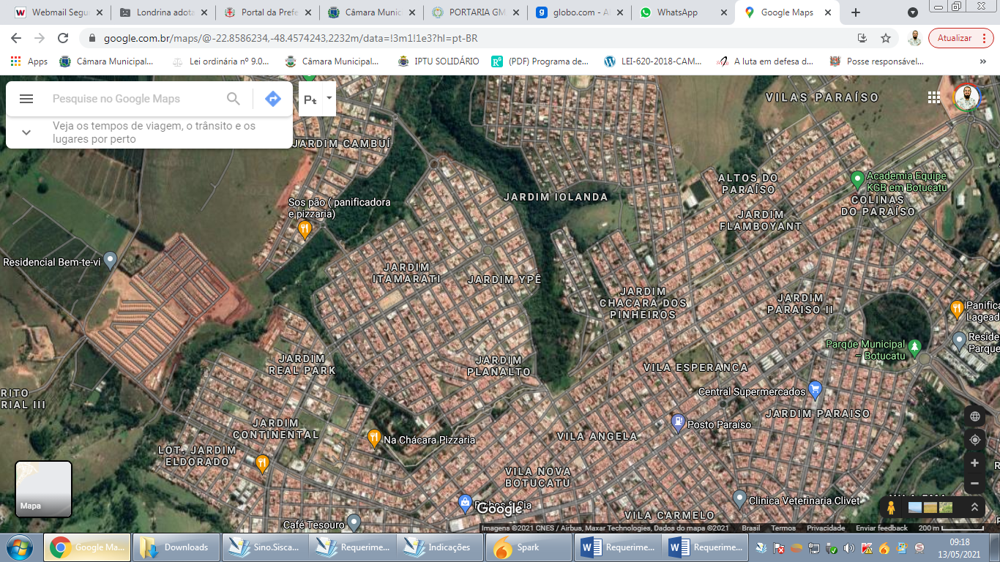 Webmail Segu
Londrina adota
Portal da Prefe
Câmara Munic
PORTARIA GM
globo.com - A
WhatsApp
Google Maps
google.com.br/maps/@-22.8586234,-48.4574243,2232m/data=!3m1!1e3?hl=pt-BR
Atualizar
Apps
Câmara Municipal...
Lei ordinária nº 9.0...
Câmara Municipal...
IPTU SOLIDÁRIO
(PDF) Programa de...
LEI-620-2018-CAM...
A luta em defesa d...
Posse responsável...
»
Pesquise no Google Maps
Veja os tempos de viagem, o trânsito e os
lugares por perto
VILAS PARAÍSO
JARDIM CAMBUÍ
ALTOS DO
PARAÍSO
Academia Equipe
KGB em Botucatu
COLINAS
DO PARAÍSO
JARDIM IOLANDA
Sos pão ( panificadora
e pizzaria)
JARDIM
FLAMBOYANT
Residencial Bem-te-vi
JARDIM
ITAMARATI
JARDIM YPÊ
JARDIM
CHACARA DOS
PINHEIROS
JARDIM
PARAISO II
Panific
Lagead
Parque Municipal
- Botucatu
Reside
Parque
JARDIM
REAL PARK
JARDIM
PLANALTO
VILA ESPERANCA
RITO
RIAL III
Central Supermercados
JARDIM PARAISO
JARDIM
CONTINENTAL
Posto Paraíso
Na Chácara Pizzaria
VILA ANGELA
LOT. JARDIM
ELDORADO
VILA NOVA
BOTUCATU
Mapa
Google
Clinica Veterinaria Clivet
VILA CARMELO
Café Tesouro
Imagens ©2021 CNES / Airbus, Maxar Technologies, Dados do mapa ©2021
Brasil
Termos
Privacidade
Enviar feedback
200 m
Google Ma...
Downloads
Sino.Sisca...
Requerime...
Indicações
Spark
Requerime...
Requerime...
09:18
13/05/2021